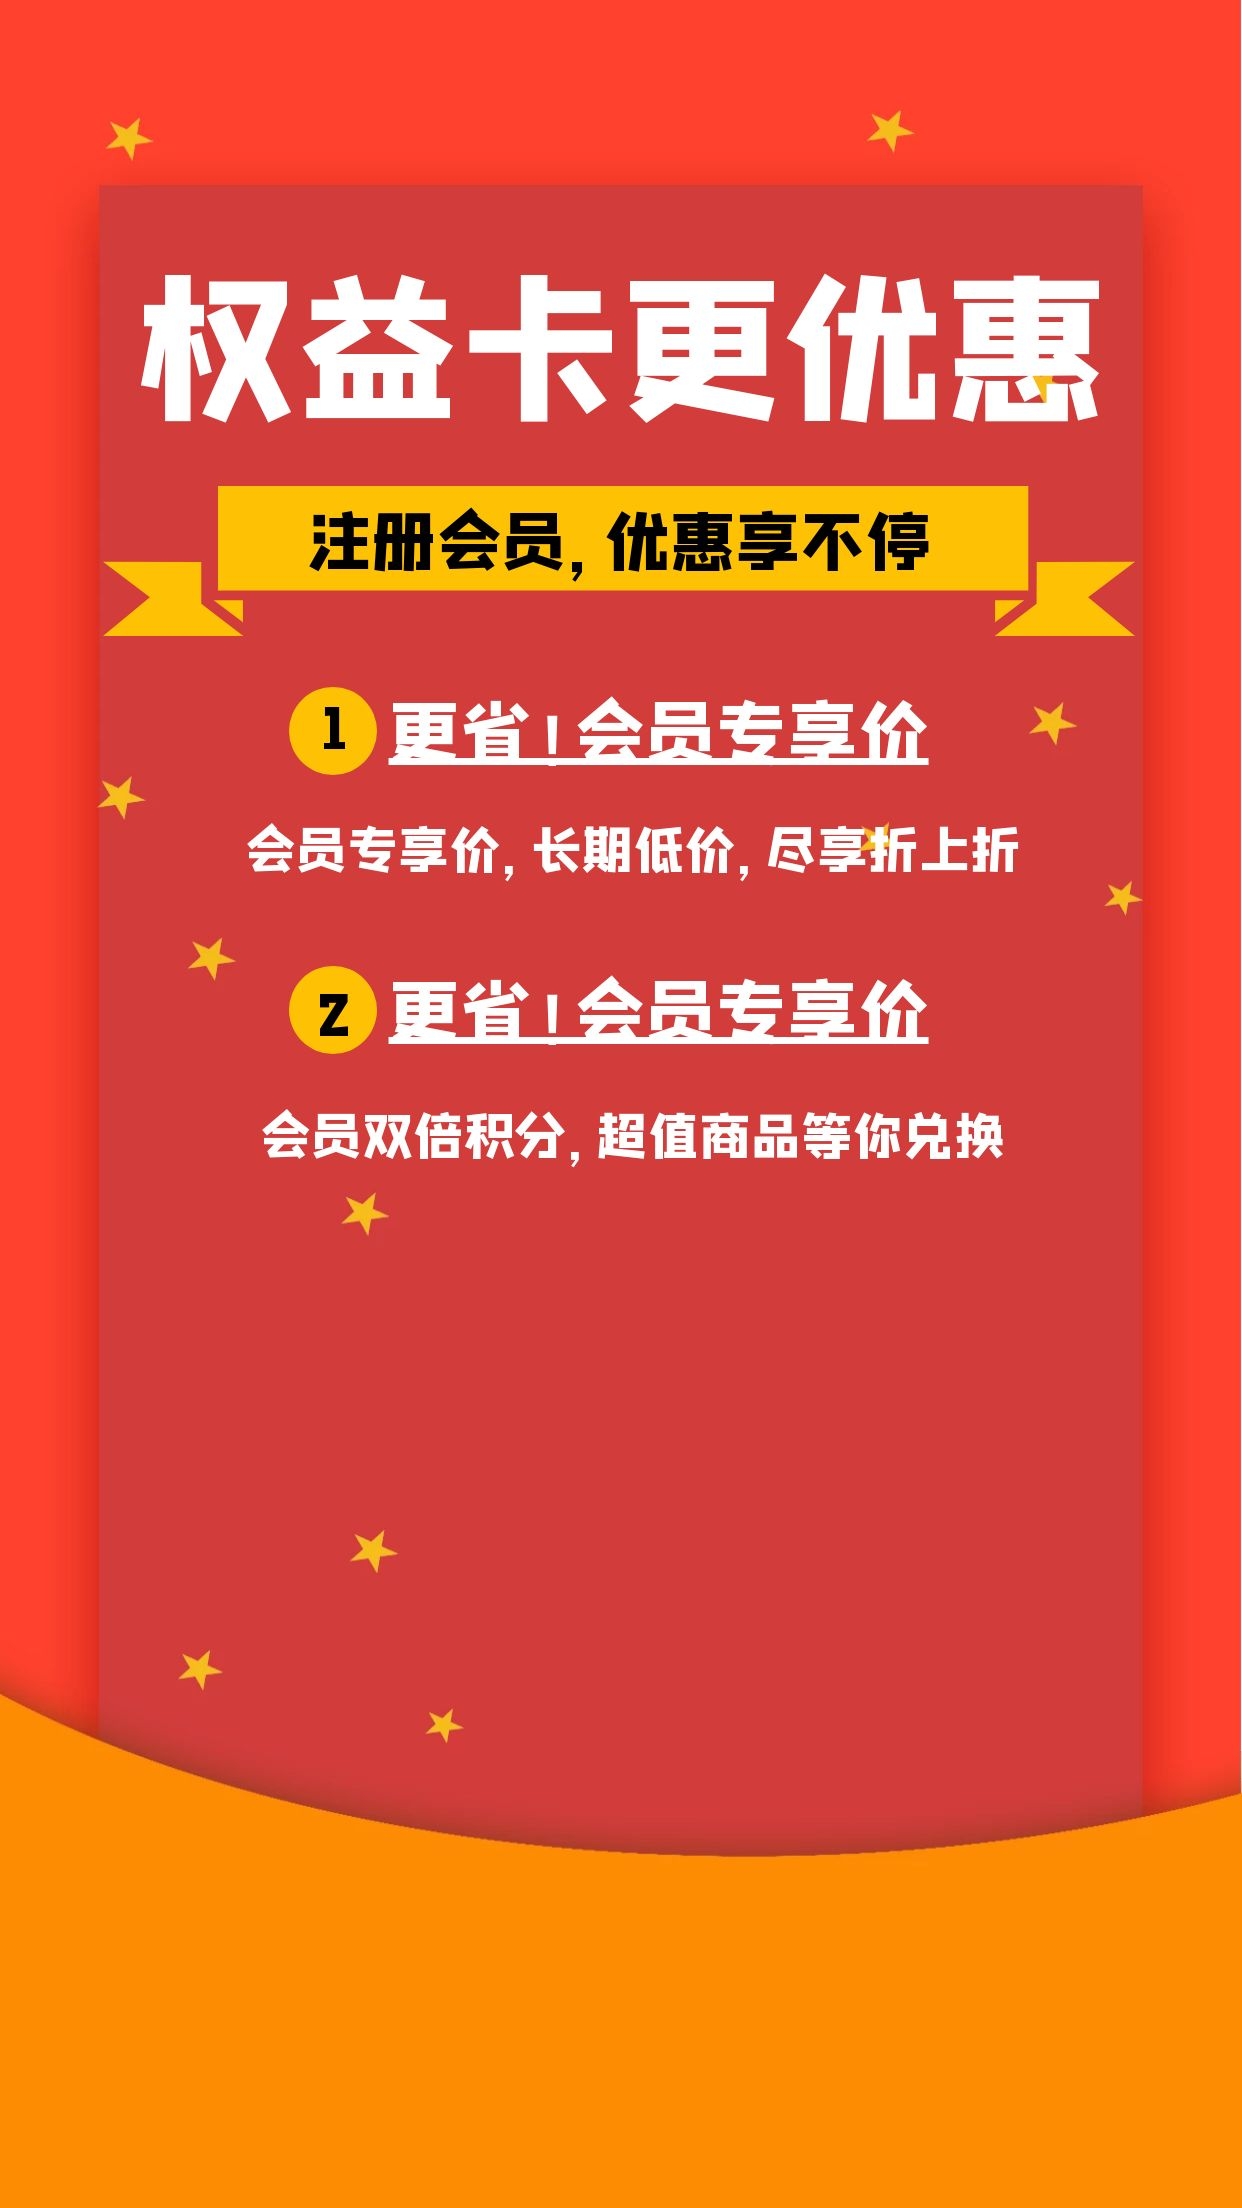 权益卡更优惠
注册会员,优惠享不停
1 更省!会员专享价
会员专享价,长期低价,尽享折上折
2 更省!会员专享价
会员双倍积分,超值商品等你兑换